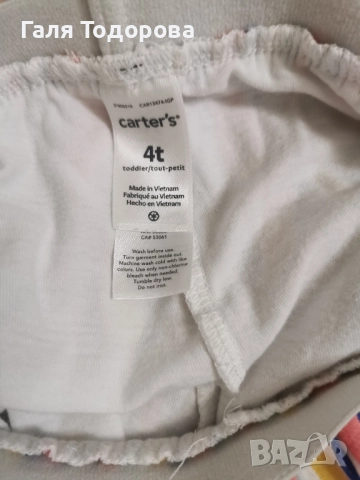 Галя Тодорова
carter's®
4t
toddler/tout-petit
Made in Vietnam
Fabriqué au Vietnam
Hecho en Vietnam
Wash before use.
Turn garment inside out.
Machine wash cold with like
colors. Use only non-chlorine
bleach when needed.
Tumble dry low.
Do not iron.
BAZAR